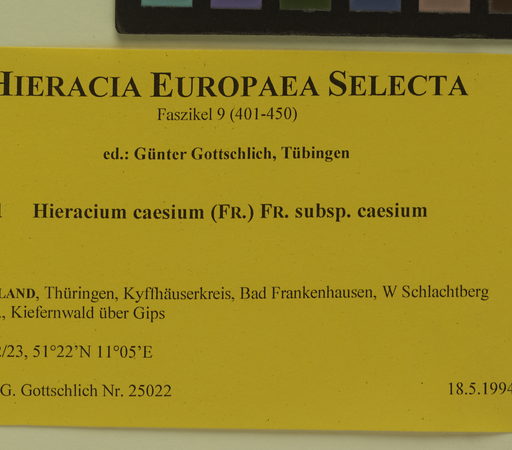 HIERACIA EUROPAEA SELECTA
Faszikel 9 (401-450)
ed.: Günter Gottschlich, Tübingen
Hieracium caesium (FR.) FR. subsp. caesium
LAND, Thüringen, Kyffhäuserkreis, Bad Frankenhausen, W Schlachtberg
., Kiefernwald über Gips
/23, 51°22'N 11°05'E
G. Gottschlich Nr. 25022 18.5.1994